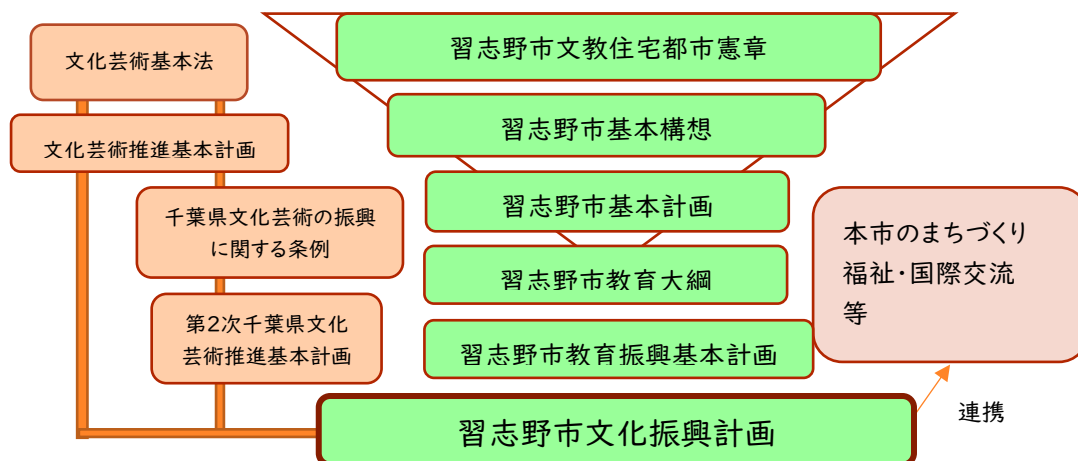 文化芸術基本法
文化芸術推進基本計画
千葉県文化芸術の振興
に関する条例
第2次千葉県文化
芸術推進基本計画
習志野市文教住宅都市憲章
習志野市基本構想
習志野市基本計画
習志野市教育大綱
習志野市教育振興基本計画
習志野市文化振興計画
本市のまちづくり
福祉・国際交流
等
連携